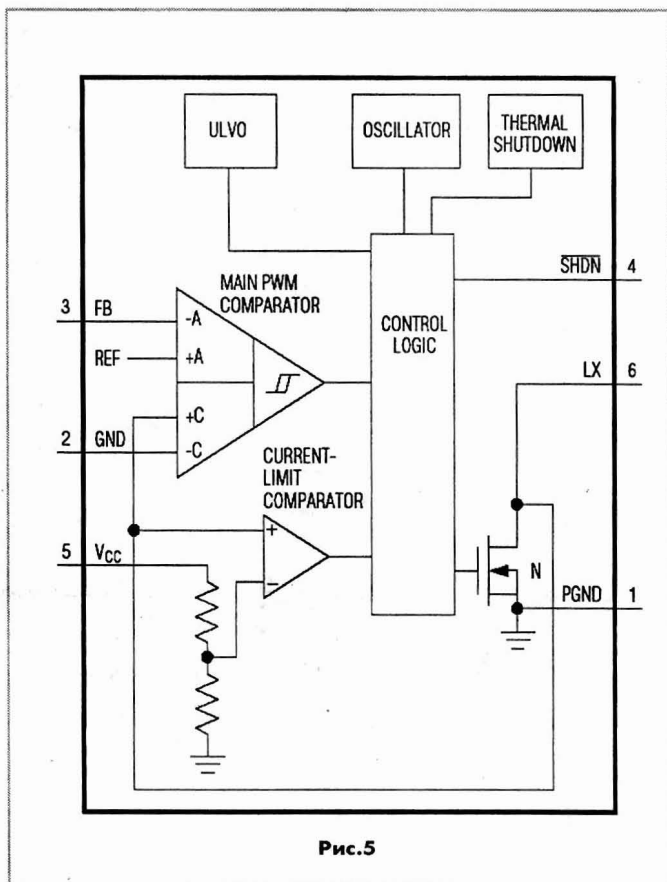 ULVO
OSCILLATOR
THERMAL
SHUTDOWN
SHDN 4
MAIN PWM
COMPARATOR
3 FB
-A
CONTROL
LOGIC
REF
+A
LX 6
+C
2 GND
-C
CURRENT-
LIMIT
COMPARATOR
+
5 VCC
−
N
PGND 1
Рис.5